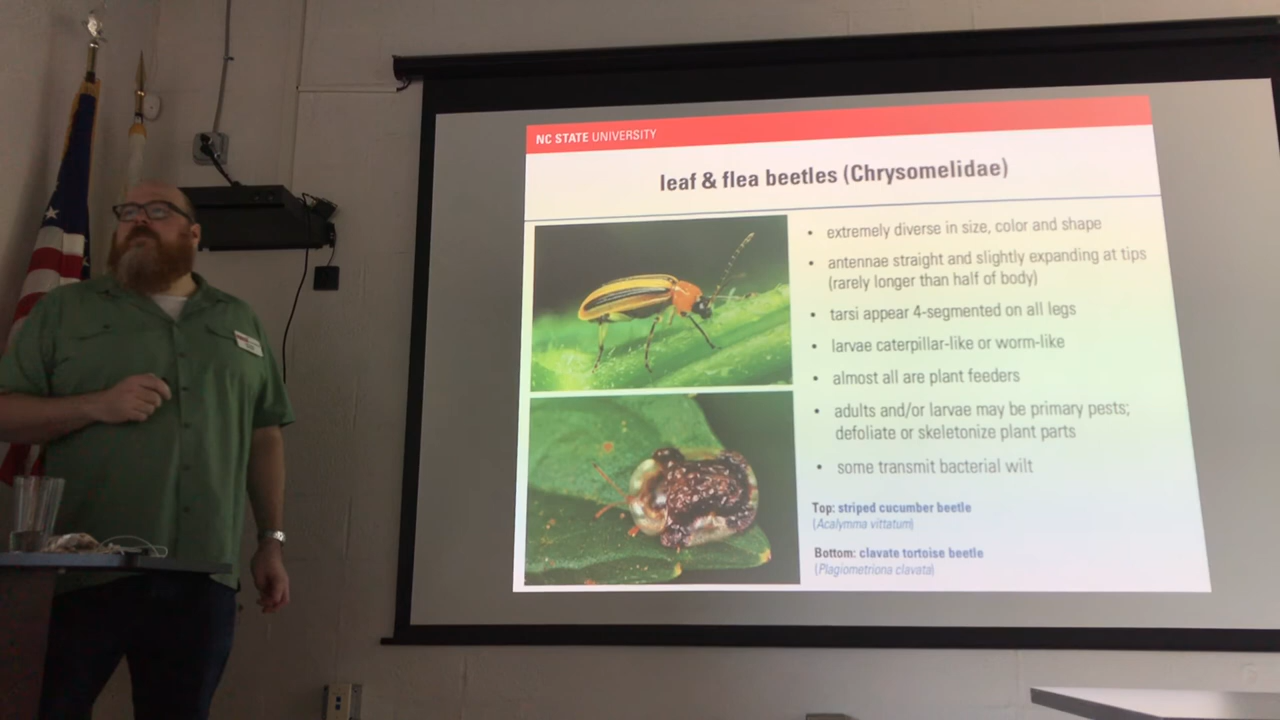 NC STATE UNIVERSITY
leaf & flea beetles (Chrysomelidae)
• extremely diverse in size, color and shape
• antennae straight and slightly expanding at tips
(rarely longer than half of body)
• tarsi appear 4-segmented on all legs
• larvae caterpillar-like or worm-like
• almost all are plant feeders
• adults and/or larvae may be primary pests;
defoliate or skeletonize plant parts
• some transmit bacterial wilt
Top: striped cucumber beetle
(Acalymma vittatum)
Bottom: clavate tortoise beetle
(Plagiometriona clavata)